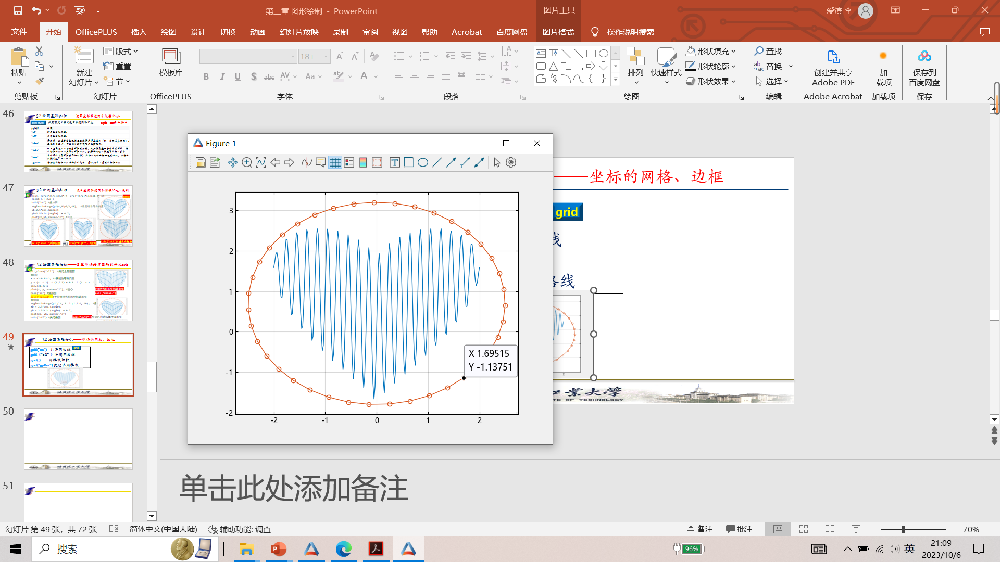 第三章 图形绘制 - PowerPoint
图片工具
爱滨 李
文件
开始
OfficePLUS
插入
绘图
设计
切换
动画
幻灯片放映
录制
审阅
视图
帮助
Acrobat
百度网盘
图片格式
操作说明搜索
粘贴
剪贴板
新建
幻灯片
版式
重置
节
幻灯片
模板库
OfficePLUS
18+
B I U S abc AV Aa
A
字体
段落
排列
快速样式
形状填充
形状轮廓
形状效果
绘图
查找
替换
选择
编辑
创建并共享
Adobe PDF
Adobe Acrobat
加
载项
加载项
保存到
百度网盘
保存
46
3.2 绘图基础知识——设置坐标轴范围和纵横比axis
47
3.2 绘图基础知识——设置坐标轴范围和纵横比axis 案例
48
3.2 绘图基础知识——设置坐标轴范围和纵横比axis
49
3.2 绘图基础知识——坐标的网格、边框
grid
grid("on") 打开网格线
grid ("off") 关闭网格线
grid() 网格线切换
50
51
Figure 1
3
2
1
0
-1
-2
-2
-1
0
1
2
X 1.69515
Y -1.13751
坐标的网格、边框
grid
线
络线
2
工业大学
TE OF TECHNOLOGY
单击此处添加备注
幻灯片 第 49 张，共 72 张
简体中文(中国大陆)
辅助功能: 调查
备注
批注
70%
搜索
96%
英
21:09
2023/10/6